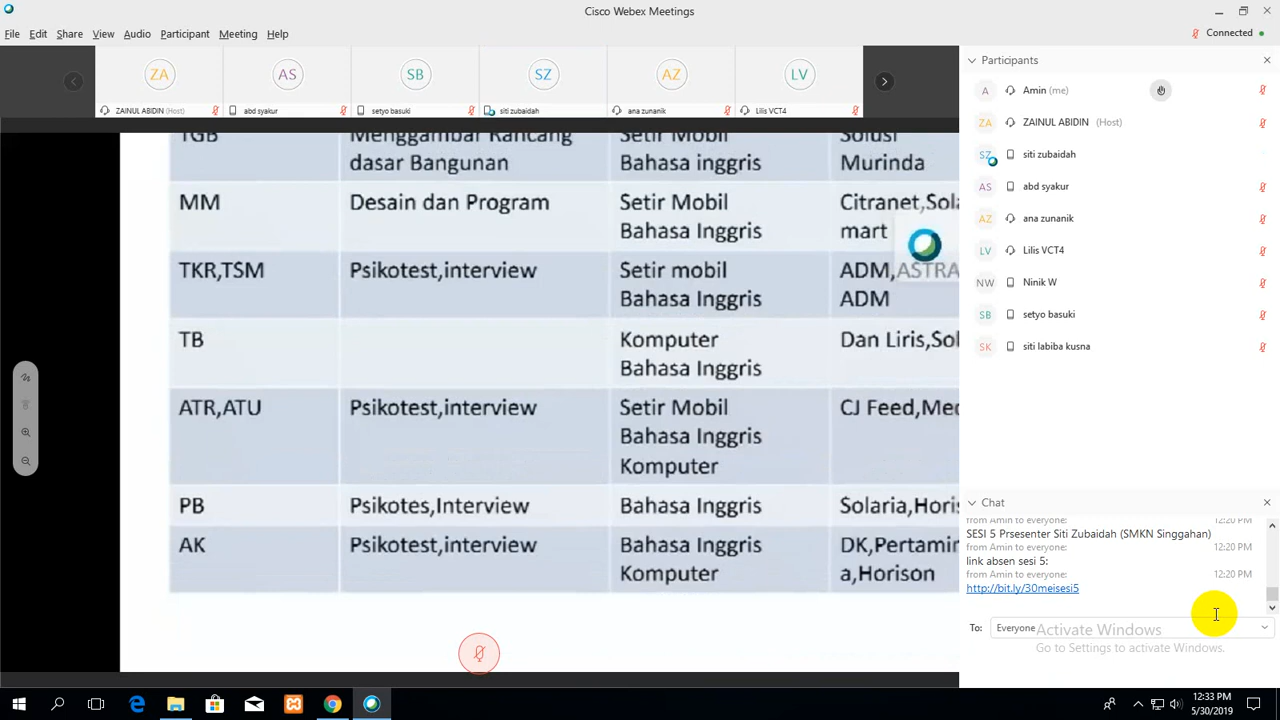 Cisco Webex Meetings
File Edit Share View Audio Participant Meeting Help
Connected
ZA AS SB SZ AZ LV
ZAINUL ABIDIN (Host) abd syakur setyo basuki siti zubaidah ana zunanik Lilis VCT4
Participants
A Amin (me)
ZA ZAINUL ABIDIN (Host)
SZ siti zubaidah
AS abd syakur
AZ ana zunanik
LV Lilis VCT4
NW Ninik W
SB setyo basuki
SK siti labiba kusna
TGB Menggambar Rancang Setir Mobil Solusi
dasar Bangunan Bahasa inggris Murinda
MM Desain dan Program Setir Mobil Citranet,Sola
Bahasa Inggris mart
TKR,TSM Psikotest,interview Setir mobil ADM,ASTRA
Bahasa Inggris ADM
TB Komputer Dan Liris,Sol
Bahasa Inggris
ATR,ATU Psikotest,interview Setir Mobil CJ Feed,Med
Bahasa Inggris
Komputer
PB Psikotes,Interview Bahasa Inggris Solaria,Horis
AK Psikotest,interview Bahasa Inggris DK,Pertamin
Komputer a,Horison
Chat
from Amin to everyone: 12:20 PM
SESI 5 Prsesenter Siti Zubaidah (SMKN Singgahan)
from Amin to everyone: 12:20 PM
link absen sesi 5:
from Amin to everyone: 12:20 PM
http://bit.ly/30meisesi5
To: Everyone
Activate Windows
Go to Settings to activate Windows.
12:33 PM
5/30/2019